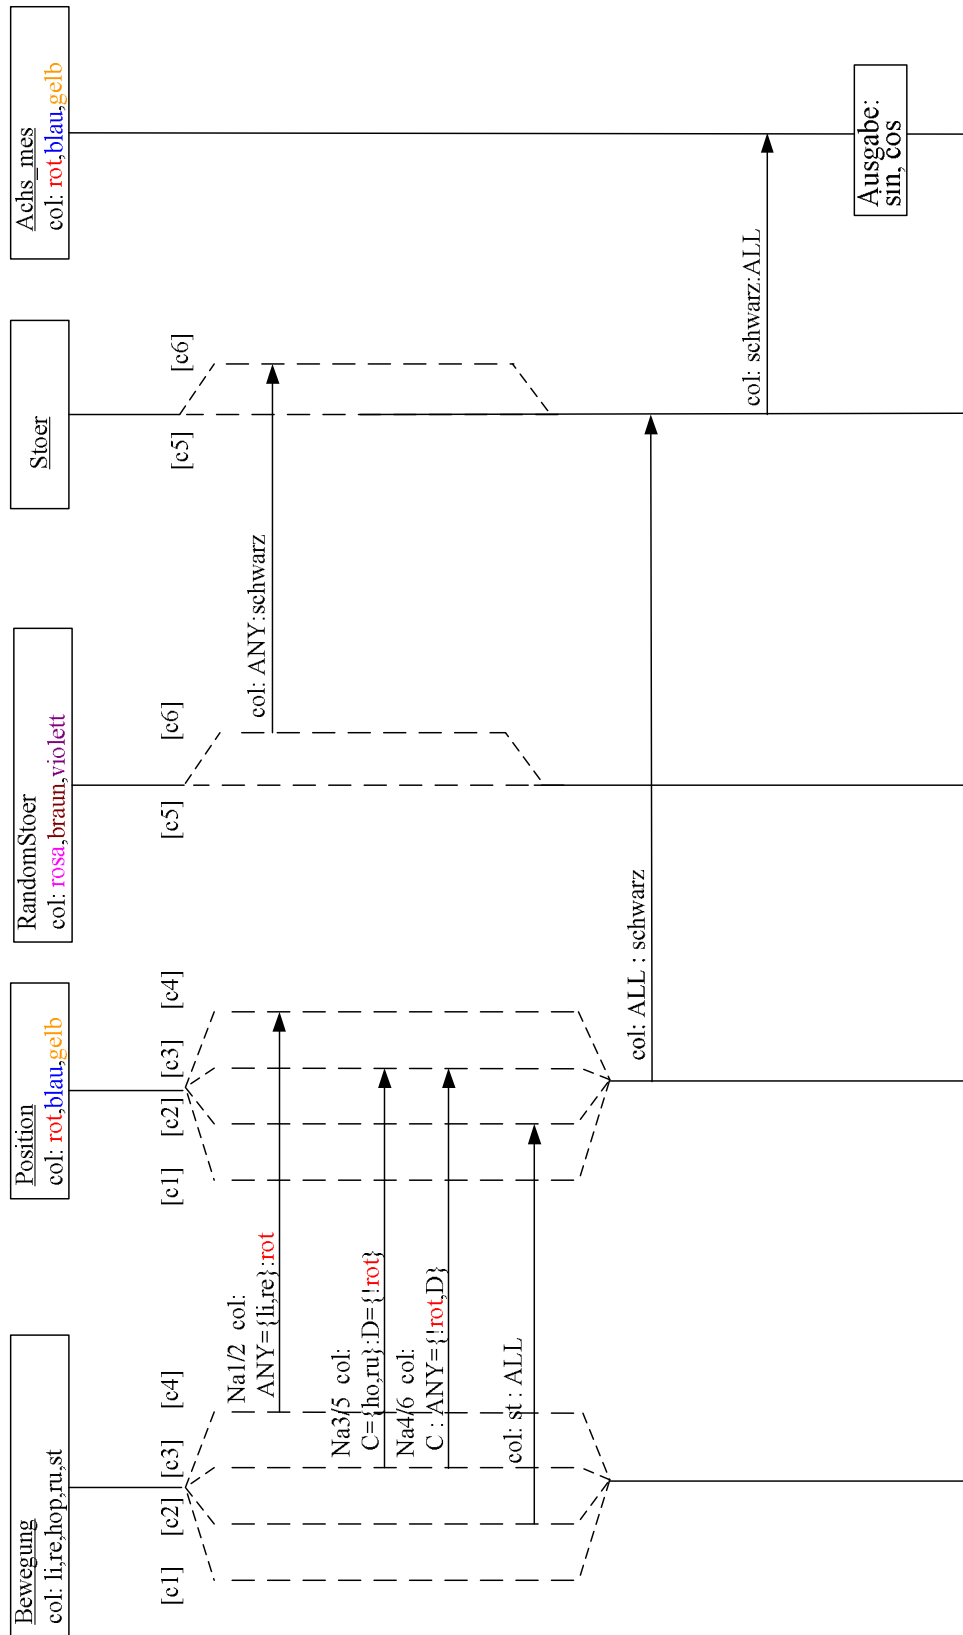 Bewegung
col: li,re,hop,ru,st
Position
col: rot,blau,gelb
RandomStoer
col: rosa,braun,violett
Stoer
Achs_mes
col: rot,blau,gelb
[c1]
[c2]
[c3]
[c4]
[c1]
[c2]
[c3]
[c4]
[c5]
[c6]
[c5]
[c6]
Na1/2 col:
ANY={li,re}:rot
col: ANY:schwarz
Na3/5 col:
C={ho,ru}:D={!rot}
Na4/6 col:
C : ANY={!rot,D}
col: st : ALL
col: ALL : schwarz
col: schwarz:ALL
Ausgabe:
sin, cos